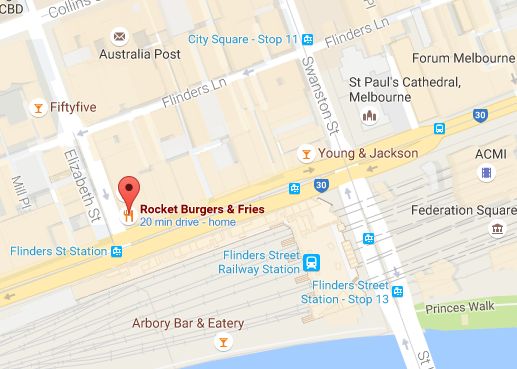 CBD
Collins
Australia Post
City Square - Stop 11
Flinders Ln
Forum Melbourne
Swanston St
St Paul's Cathedral,
Melbourne
Fiftyfive
Flinders Ln
30
Young & Jackson
ACMI
Elizabeth St
Mill Pl
Rocket Burgers & Fries
20 min drive - home
30
Federation Square
Flinders St Station
Flinders Street
Railway Station
Flinders Street
Station - Stop 13
Princes Walk
Arbory Bar & Eatery
St